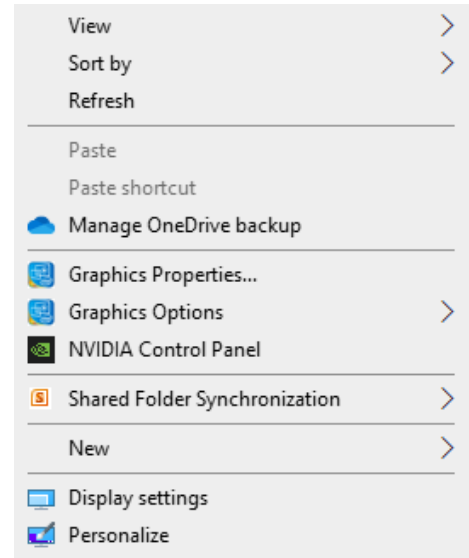 View
Sort by
Refresh
Paste
Paste shortcut
Manage OneDrive backup
Graphics Properties...
Graphics Options
NVIDIA Control Panel
S Shared Folder Synchronization
New
Display settings
Personalize